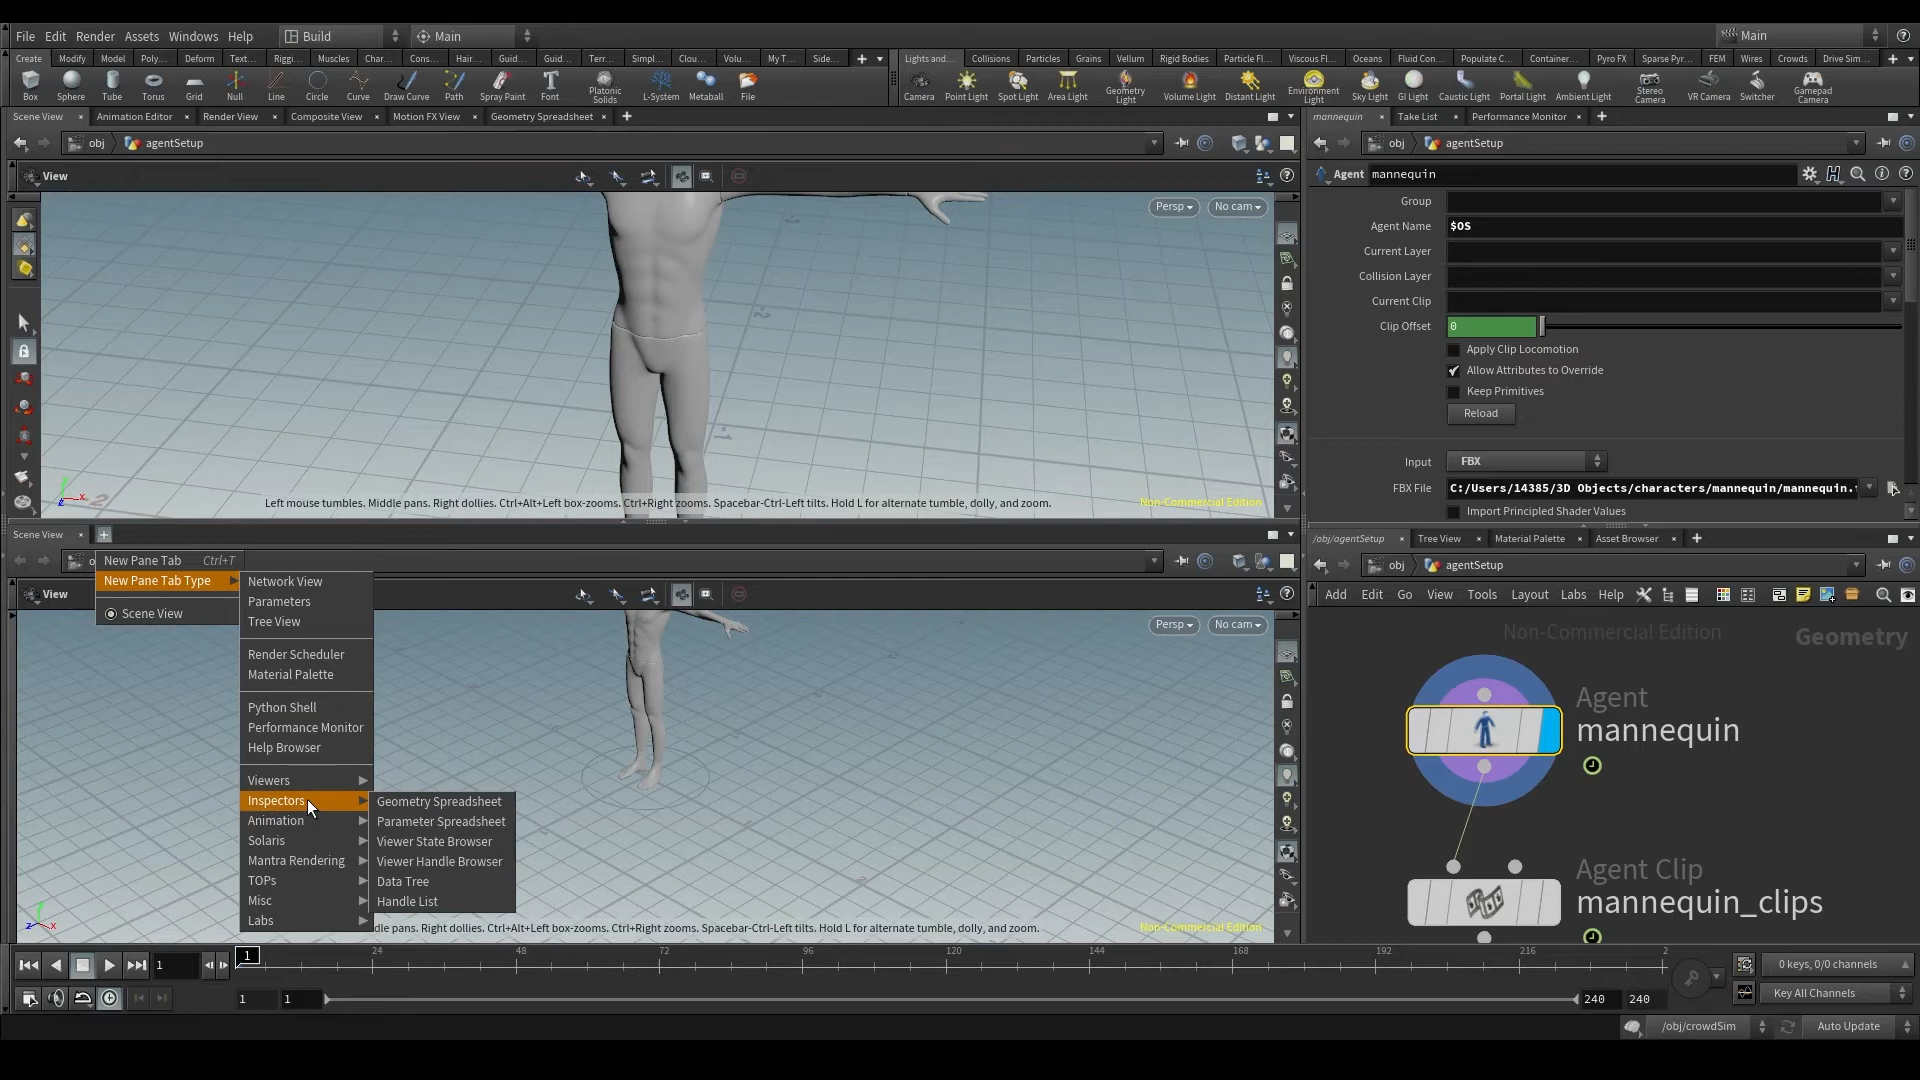 File Edit Render Assets Windows Help Build Main Main
Create Modify Model Poly... Deform Text... Riggi... Muscles Char... Cons... Hair... Guid... Guid... Terr... Simpl... Clou... Volu... My T... Side...
Lights and... Collisions Particles Grains Vellum Rigid Bodies Particle Fl... Viscous Fl... Oceans Fluid Con... Populate C... Container... Pyro FX Sparse Pyr... FEM Wires Crowds Drive Sim...
Box Sphere Tube Torus Grid Null Line Circle Curve Draw Curve Path Spray Paint Font Platonic Solids L-System Metaball File
Camera Point Light Spot Light Area Light Geometry Light Volume Light Distant Light Environment Light Sky Light GI Light Caustic Light Portal Light Ambient Light Stereo Camera VR Camera Switcher Gamepad Camera
Scene View Animation Editor Render View Composite View Motion FX View Geometry Spreadsheet
obj agentSetup
View
Persp No cam
Left mouse tumbles. Middle pans. Right dollies. Ctrl+Alt+Left box-zooms. Ctrl+Right zooms. Spacebar-Ctrl-Left tilts. Hold L for alternate tumble, dolly, and zoom.
Non-Commercial Edition
mannequin Take List Performance Monitor
obj agentSetup
Agent mannequin
Group
Agent Name $OS
Current Layer
Collision Layer
Current Clip
Clip Offset 0
Apply Clip Locomotion
Allow Attributes to Override
Keep Primitives
Reload
Input FBX
FBX File C:/Users/14385/3D Objects/characters/mannequin/mannequin.
Import Principled Shader Values
Scene View
View
Persp No cam
New Pane Tab Ctrl+T
New Pane Tab Type
Scene View
Network View
Parameters
Tree View
Render Scheduler
Material Palette
Python Shell
Performance Monitor
Help Browser
Viewers
Inspectors
Animation
Solaris
Mantra Rendering
TOPs
Misc
Labs
Geometry Spreadsheet
Parameter Spreadsheet
Viewer State Browser
Viewer Handle Browser
Data Tree
Handle List
dle pans. Right dollies. Ctrl+Alt+Left box-zooms. Ctrl+Right zooms. Spacebar-Ctrl-Left tilts. Hold L for alternate tumble, dolly, and zoom.
Non-Commercial Edition
/obj/agentSetup Tree View Material Palette Asset Browser
obj agentSetup
Add Edit Go View Tools Layout Labs Help
Non-Commercial Edition Geometry
Agent
mannequin
Agent Clip
mannequin_clips
1 1 24 48 72 96 120 144 168 192 216 2
0 keys, 0/0 channels
1 1 240 240
Key All Channels
/obj/crowdSim Auto Update